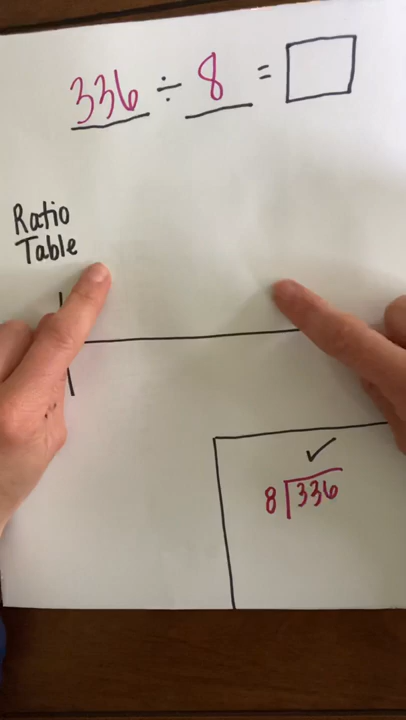 336 ÷ 8 =
Ratio
Table
✓
8 336